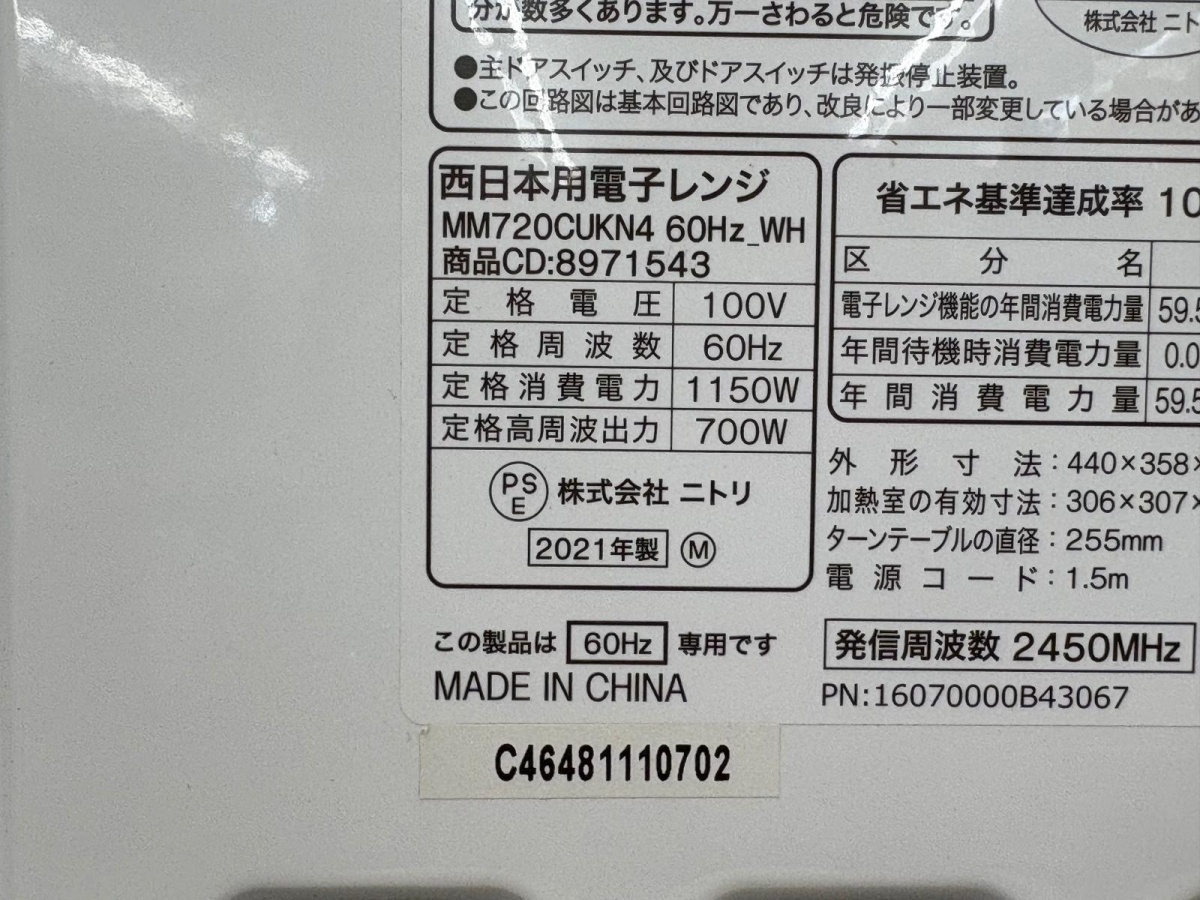 分が数多くあります。万一さわると危険です。
株式会社 ニト
●主ドアスイッチ、及びドアスイッチは発振停止装置。
●この回路図は基本回路図であり、改良により一部変更している場合があ
西日本用電子レンジ
MM720CUKN4 60Hz_WH
商品CD:8971543
定格電圧 100V
定格周波数 60Hz
定格消費電力 1150W
定格高周波出力 700W
PSE 株式会社 ニトリ
2021年製 Ⓜ
この製品は 60Hz 専用です
MADE IN CHINA
省エネ基準達成率 10
区分名
電子レンジ機能の年間消費電力量 59.5
年間待機時消費電力量 0.0
年間消費電力量 59.5
外形寸法:440×358×
加熱室の有効寸法:306×307×
ターンテーブルの直径:255mm
電源コード:1.5m
発信周波数 2450MHz
PN:16070000B43067
C46481110702